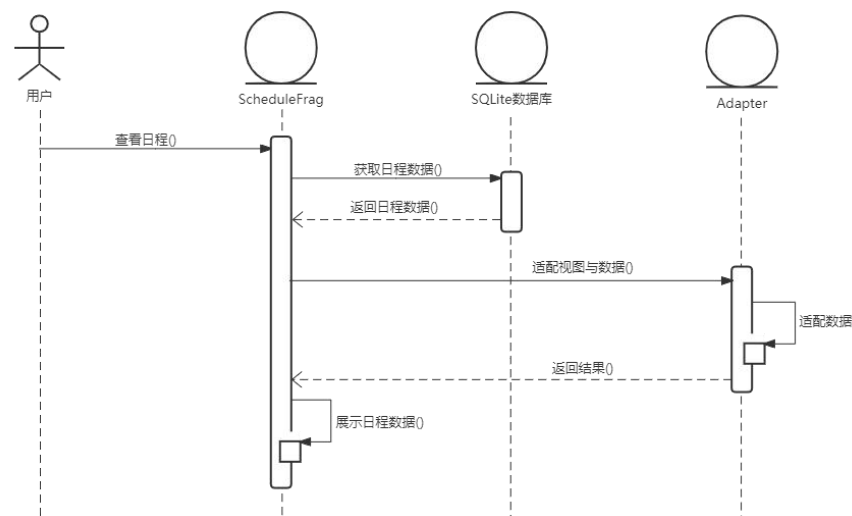 用户
ScheduleFrag
SQLite数据库
Adapter
查看日程()
获取日程数据()
返回日程数据()
适配视图与数据()
适配数据
返回结果()
展示日程数据()